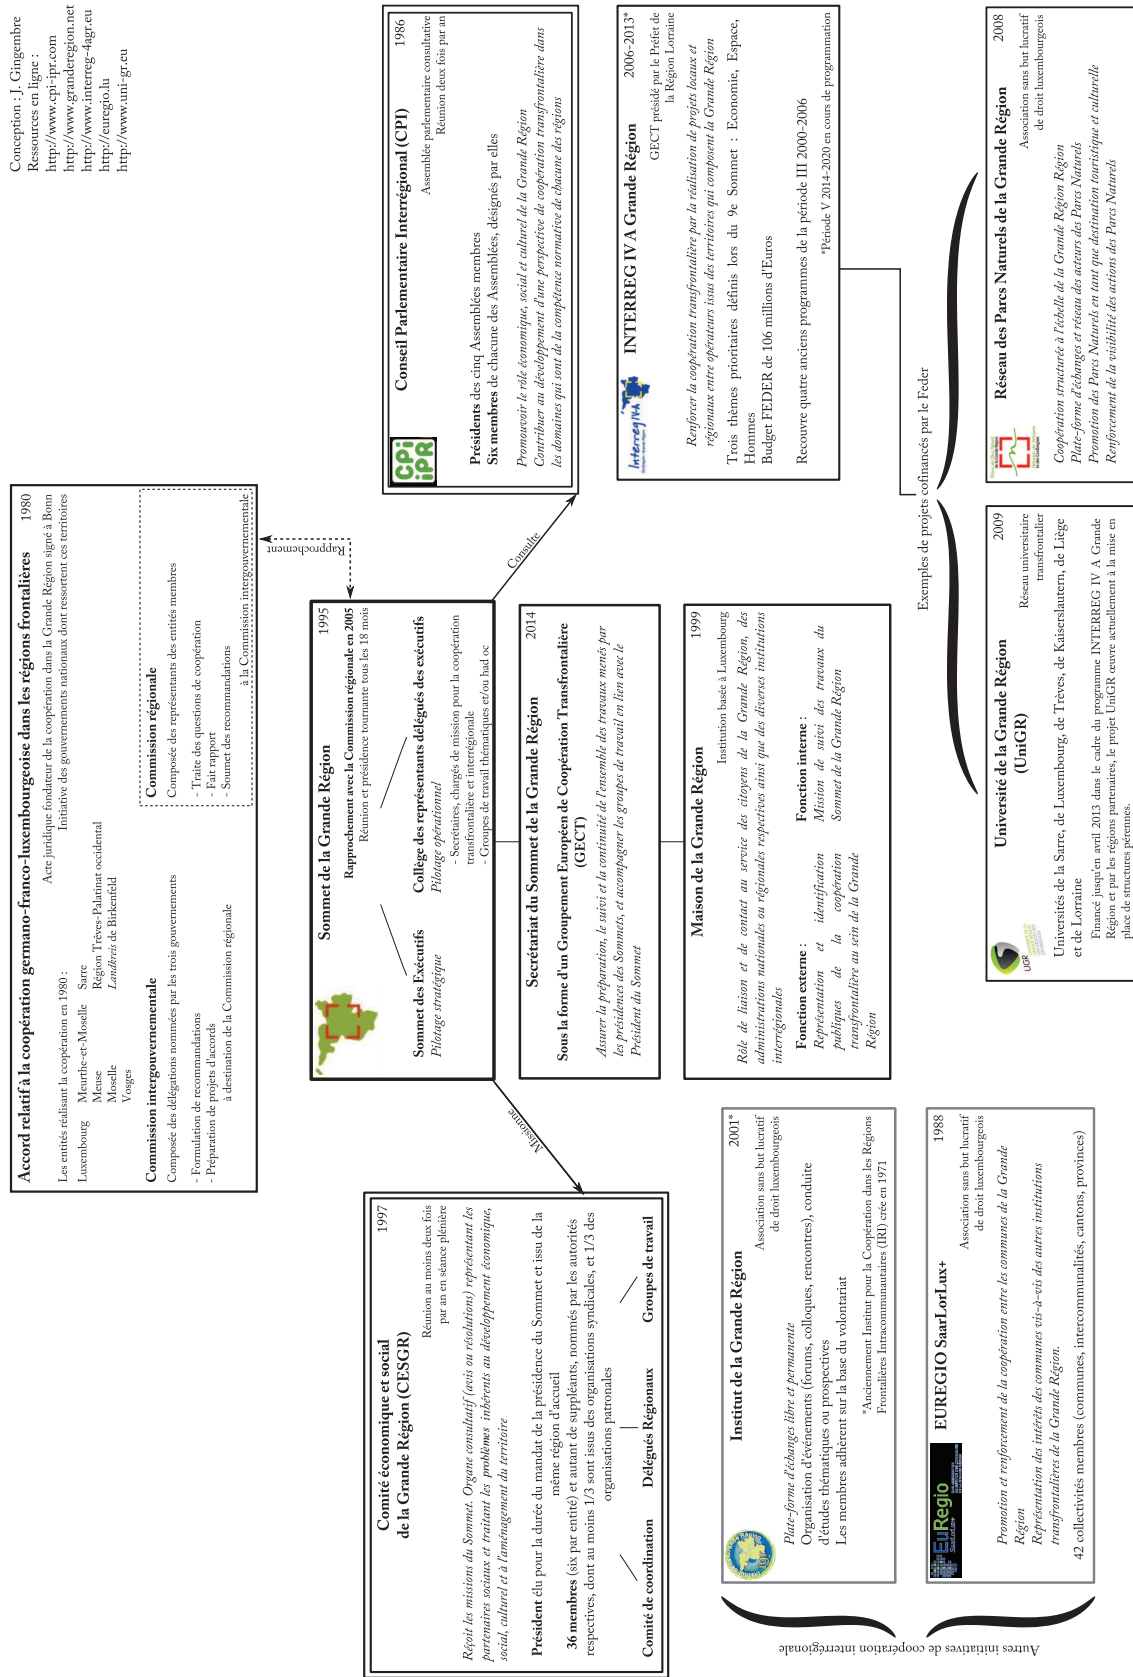 Accord relatif à la coopération germano-franco-luxembourgeoise dans les régions frontalières 1980
Acte juridique fondateur de la coopération dans la Grande Région signé à Bonn
Initiative des gouvernements nationaux dont ressortent ces territoires
Les entités réalisant la coopération en 1980 :
Luxembourg Meurthe-et-Moselle Sarre
Meuse Région Trèves-Palatinat occidental
Moselle Landkreis de Birkenfeld
Vosges
Commission intergouvernementale
Composée des délégations nommées par les trois gouvernements
- Formulation de recommandations
- Préparation de projets d'accords
à destination de la Commission régionale
Commission régionale
Composée des représentants des entités membres
- Traite des questions de coopération
- Fait rapport
- Soumet des recommandations
à la Commission intergouvernementale
Conception : J. Gingembre
Ressources en ligne :
http://www.cpi-ipr.com
http://www.granderegion.net
http://www.interreg-4agr.eu
http://euregio.lu
http://www.uni-gr.eu
Rapprochement
Sommet de la Grande Région 1995
Rapprochement avec la Commission régionale en 2005
Réunion et présidence tournante tous les 18 mois
Sommet des Exécutifs
Pilotage stratégique
Collège des représentants délégués des exécutifs
Pilotage opérationnel
- Secrétaires, chargés de mission pour la coopération
transfrontalière et interrégionale
- Groupes de travail thématiques et/ou had oc
Missionne
Consulte
Comité économique et social 1997
de la Grande Région (CESGR)
Réunion au moins deux fois
par an en séance plénière
Réçoit les missions du Sommet. Organe consultatif (avis ou résolutions) représentant les
partenaires sociaux et traitant les problèmes inhérents au développement économique,
social, culturel et à l'aménagement du territoire
Président élu pour la durée du mandat de la présidence du Sommet et issu de la
même région d'accueil
36 membres (six par entité) et autant de suppléants, nommés par les autorités
respectives, dont au moins 1/3 sont issus des organisations syndicales, et 1/3 des
organisations patronales
Comité de coordination Délégués Régionaux Groupes de travail
Conseil Parlementaire Interrégional (CPI) 1986
CPi
iPR
Assemblée parlementaire consultative
Réunion deux fois par an
Présidents des cinq Assemblées membres
Six membres de chacune des Assemblées, désignés par elles
Promouvoir le rôle économique, social et culturel de la Grande Région
Contribuer au développement d'une perspective de coopération transfrontalière dans
les domaines qui sont de la compétence normative de chacune des régions
Secrétariat du Sommet de la Grande Région 2014
Sous la forme d'un Groupement Européen de Coopération Transfrontalière
(GECT)
Assurer la préparation, le suivi et la continuité de l'ensemble des travaux menés par
les présidences des Sommets, et accompagner les groupes de travail en lien avec le
Président du Sommet
Maison de la Grande Région 1999
Institution basée à Luxembourg
Rôle de liaison et de contact au service des citoyens de la Grande Région, des
administrations nationales ou régionales respectives ainsi que des diverses institutions
interrégionales
Fonction externe :
Représentation et identification
publiques de la coopération
transfrontalière au sein de la Grande
Région
Fonction interne :
Mission de suivi des travaux du
Sommet de la Grande Région
INTERREG IV A Grande Région 2006-2013*
Interreg IV-A
GECT présidé par le Préfet de
la Région Lorraine
Renforcer la coopération transfrontalière par la réalisation de projets locaux et
régionaux entre opérateurs issus des territoires qui composent la Grande Région
Trois thèmes prioritaires définis lors du 9e Sommet : Economie, Espace,
Hommes
Budget FEDER de 106 millions d'Euros
Recouvre quatre anciens programmes de la période III 2000-2006
*Période V 2014-2020 en cours de programmation
Autres initiatives de coopération interrégionale
Institut de la Grande Région 2001*
igr
Association sans but lucratif
de droit luxembourgeois
Plate-forme d'échanges libre et permanente
Organisation d'événements (forums, colloques, rencontres), conduite
d'études thématiques ou prospectives
Les membres adhèrent sur la base du volontariat
*Anciennement Institut pour la Coopération dans les Régions
Frontalières Intracommunautaires (IRI) crée en 1971
EUREGIO SaarLorLux+ 1988
EuRegio
SaarLorLux+
Association sans but lucratif
de droit luxembourgeois
Promotion et renforcement de la coopération entre les communes de la Grande
Région
Représentation des intérêts des communes vis-à-vis des autres institutions
transfrontalières de la Grande Région.
42 collectivités membres (communes, intercommunalités, cantons, provinces)
Exemples de projets cofinancés par le Feder
Université de la Grande Région 2009
(UniGR)
UGR
Réseau universitaire
transfrontalier
Universités de la Sarre, de Luxembourg, de Trèves, de Kaiserslautern, de Liège
et de Lorraine
Financé jusqu'en avril 2013 dans le cadre du programme INTERREG IV A Grande
Région et par les régions partenaires, le projet UniGR œuvre actuellement à la mise en
place de structures pérennes.
Réseau des Parcs Naturels de la Grande Région 2008
Association sans but lucratif
de droit luxembourgeois
Coopération structurée à l'échelle de la Grande Région Région
Plate-forme d'échanges et réseau des acteurs des Parcs Naturels
Promotion des Parcs Naturels en tant que destination touristique et culturelle
Renforcement de la visibilité des actions des Parcs Naturels